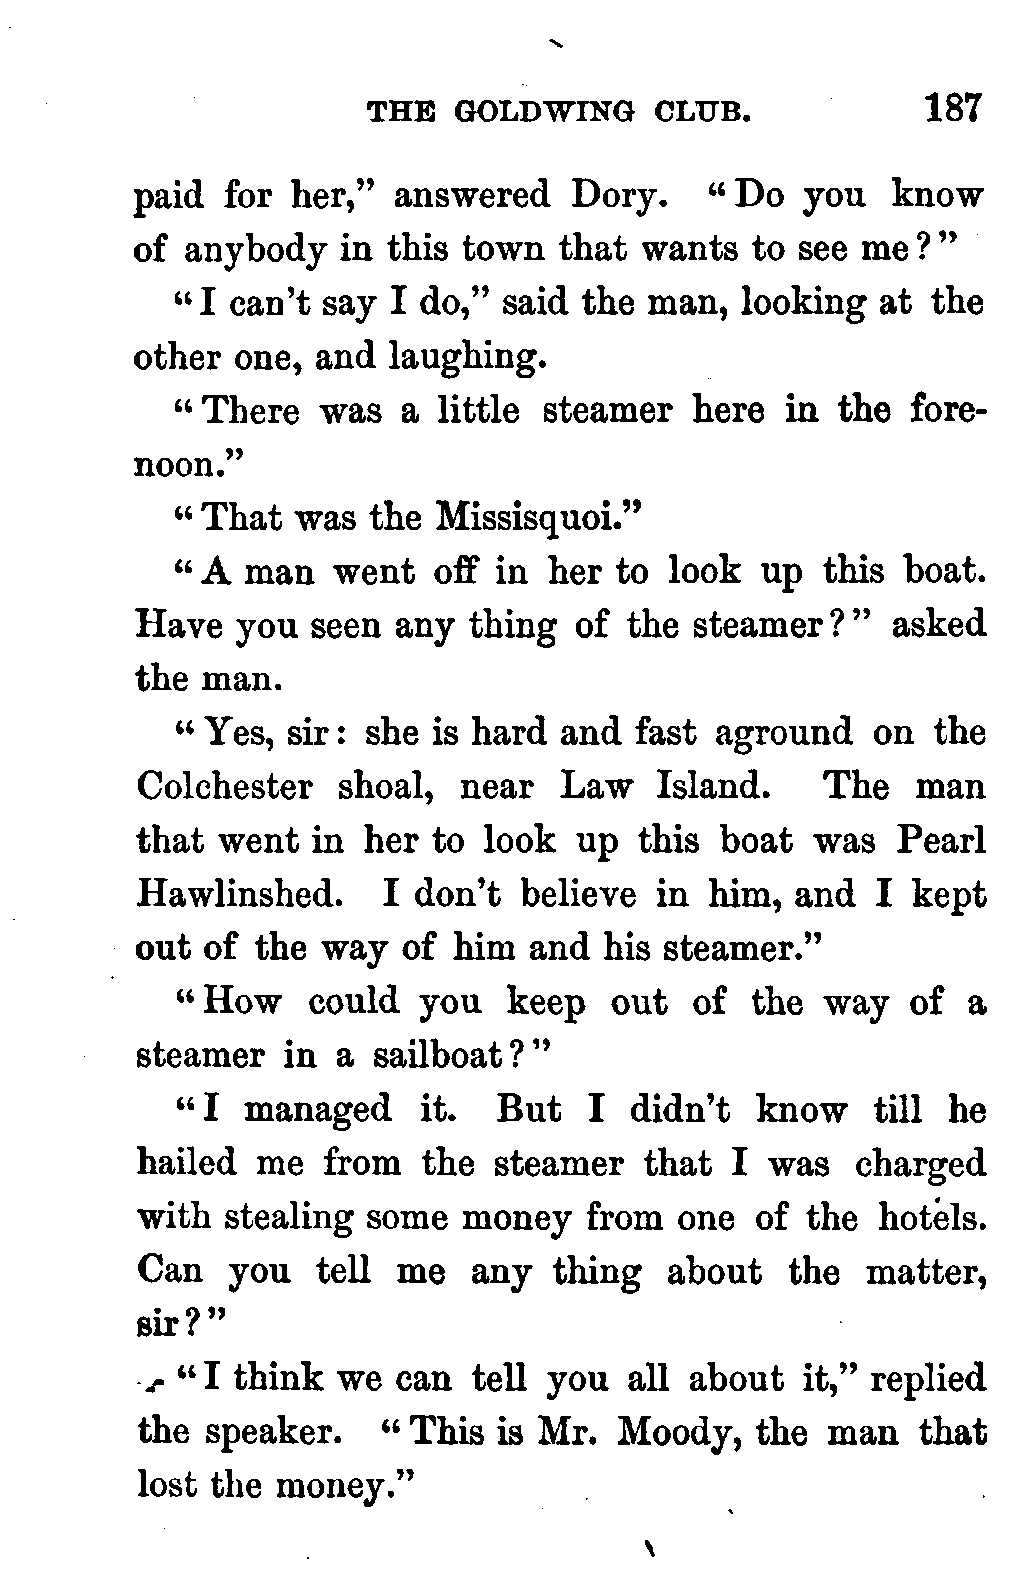 THE GOLDWING CLUB. 187
paid for her,” answered Dory. “Do you know
of anybody in this town that wants to see me?”
“I can’t say I do,” said the man, looking at the
other one, and laughing.
“There was a little steamer here in the fore-
noon.”
“That was the Missisquoi.”
“A man went off in her to look up this boat.
Have you seen any thing of the steamer?” asked
the man.
“Yes, sir: she is hard and fast aground on the
Colchester shoal, near Law Island. The man
that went in her to look up this boat was Pearl
Hawlinshed. I don’t believe in him, and I kept
out of the way of him and his steamer.”
“How could you keep out of the way of a
steamer in a sailboat?”
“I managed it. But I didn’t know till he
hailed me from the steamer that I was charged
with stealing some money from one of the hotels.
Can you tell me any thing about the matter,
sir?”
“I think we can tell you all about it,” replied
the speaker. “This is Mr. Moody, the man that
lost the money.”